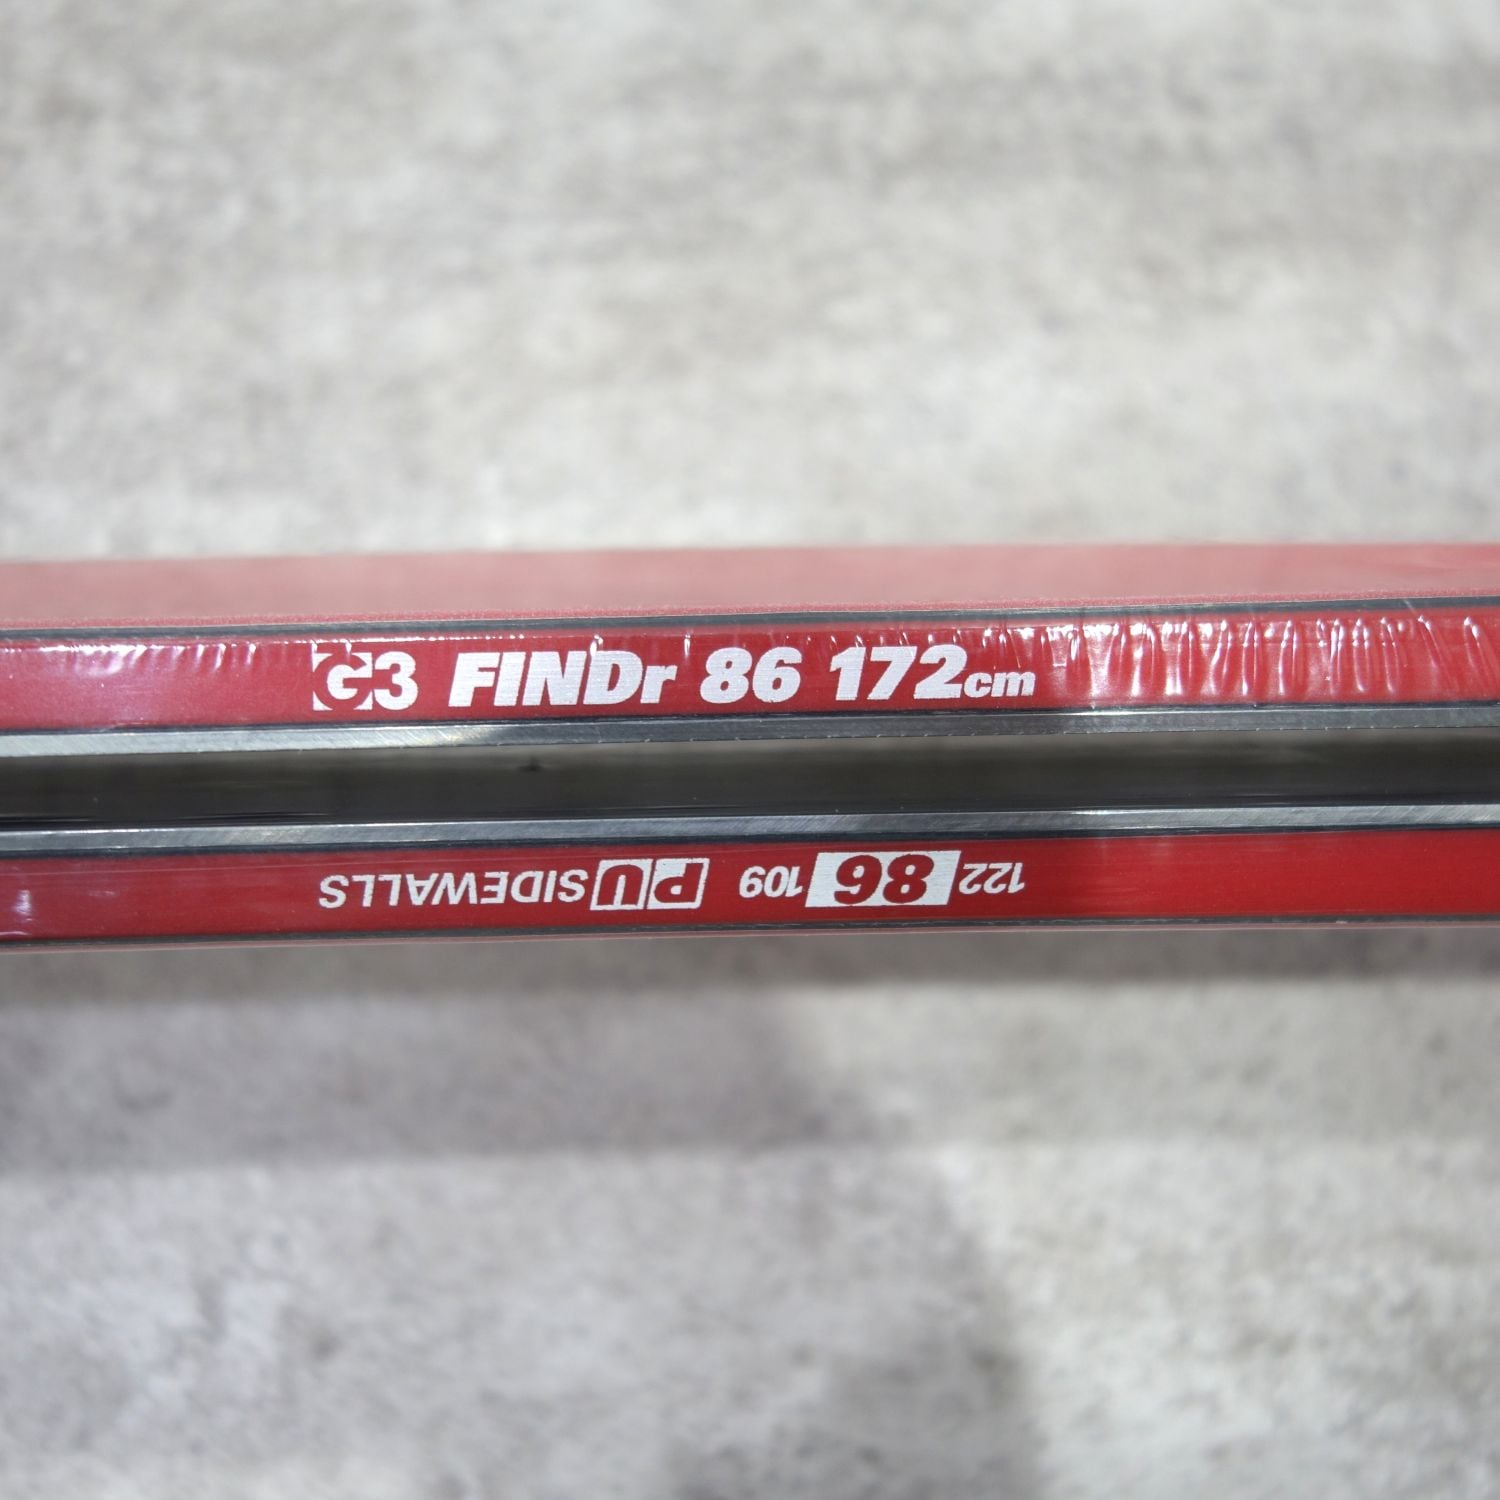 G3 FINDr 86 172cm
122 86 109 PU SIDEWALLS